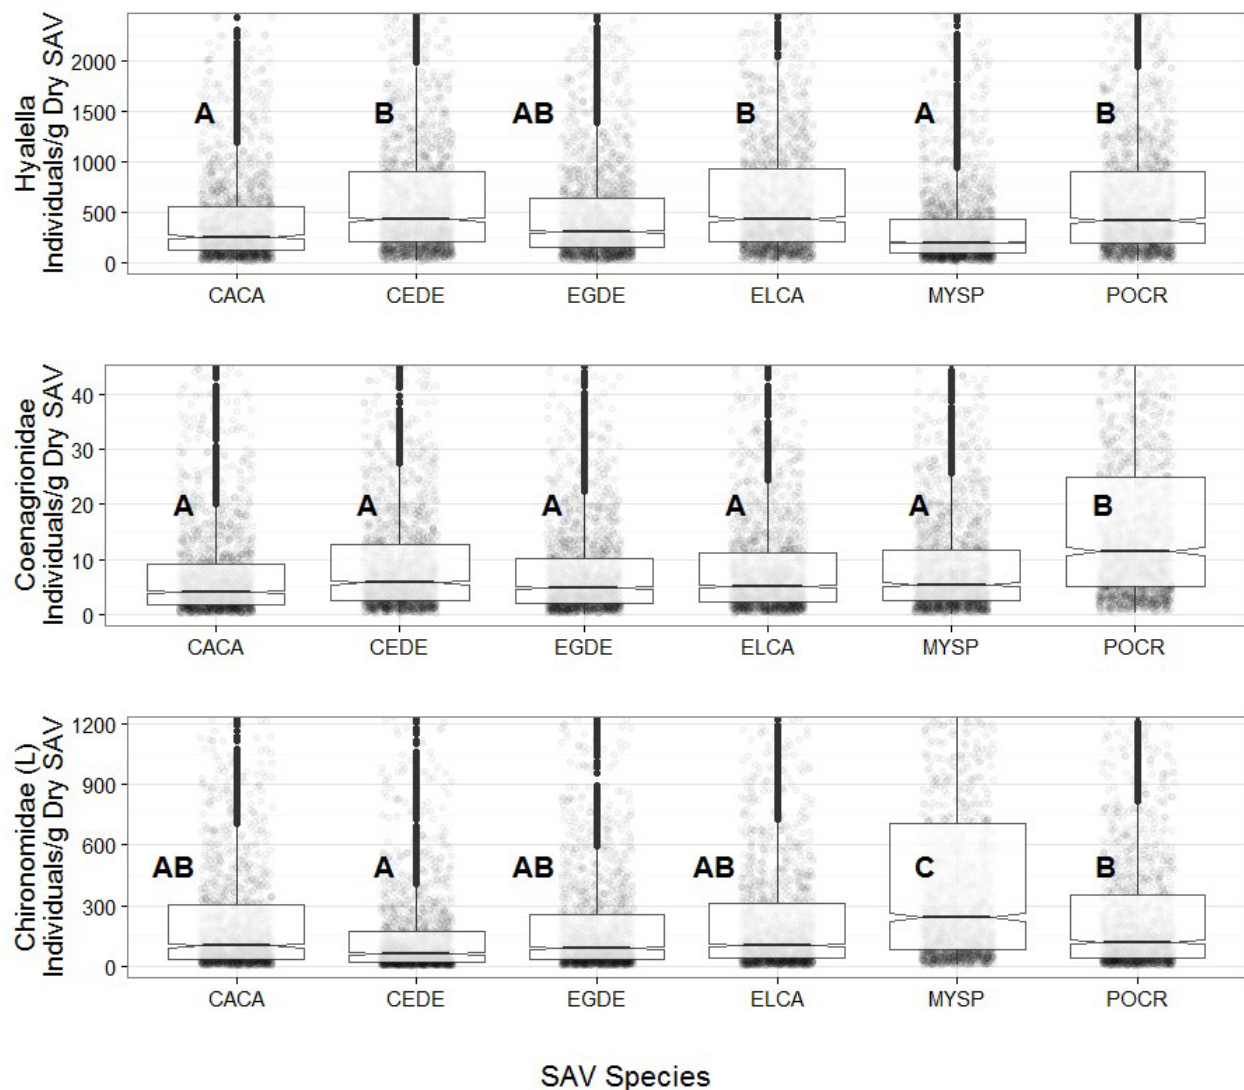 Hyalella
Individuals/g Dry SAV
2000
1500
1000
500
0
A
B
AB
B
A
B
CACA
CEDE
EGDE
ELCA
MYSP
POCR
Coenagrionidae
Individuals/g Dry SAV
40
30
20
10
0
A
A
A
A
A
B
CACA
CEDE
EGDE
ELCA
MYSP
POCR
Chironomidae (L)
Individuals/g Dry SAV
1200
900
600
300
0
AB
A
AB
AB
C
B
CACA
CEDE
EGDE
ELCA
MYSP
POCR
SAV Species